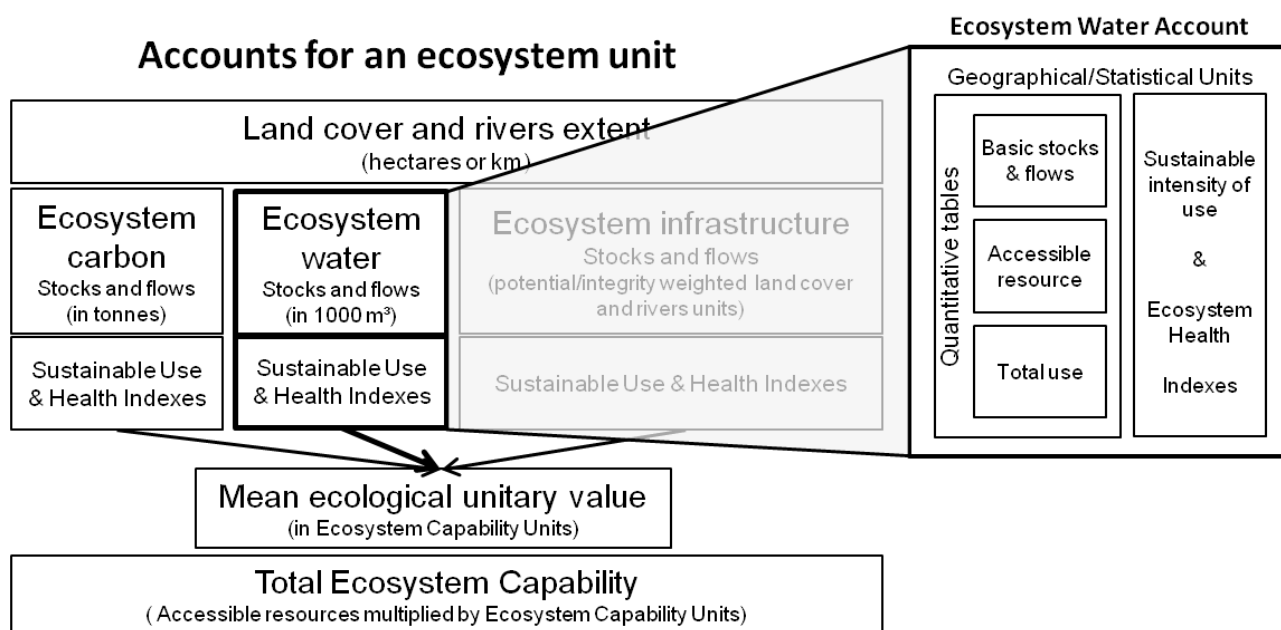 Accounts for an ecosystem unit
Land cover and rivers extent
(hectares or km)
Ecosystem
carbon
Stocks and flows
(in tonnes)
Sustainable Use
& Health Indexes
Ecosystem
water
Stocks and flows
(in 1000 m³)
Sustainable Use
& Health Indexes
Ecosystem infrastructure
Stocks and flows
(potential/integrity weighted land cover
and rivers units)
Sustainable Use & Health Indexes
Mean ecological unitary value
(in Ecosystem Capability Units)
Total Ecosystem Capability
( Accessible resources multiplied by Ecosystem Capability Units)
Ecosystem Water Account
Geographical/Statistical Units
Quantitative tables
Basic stocks
& flows
Accessible
resource
Total use
Sustainable
intensity of
use
&
Ecosystem
Health
Indexes